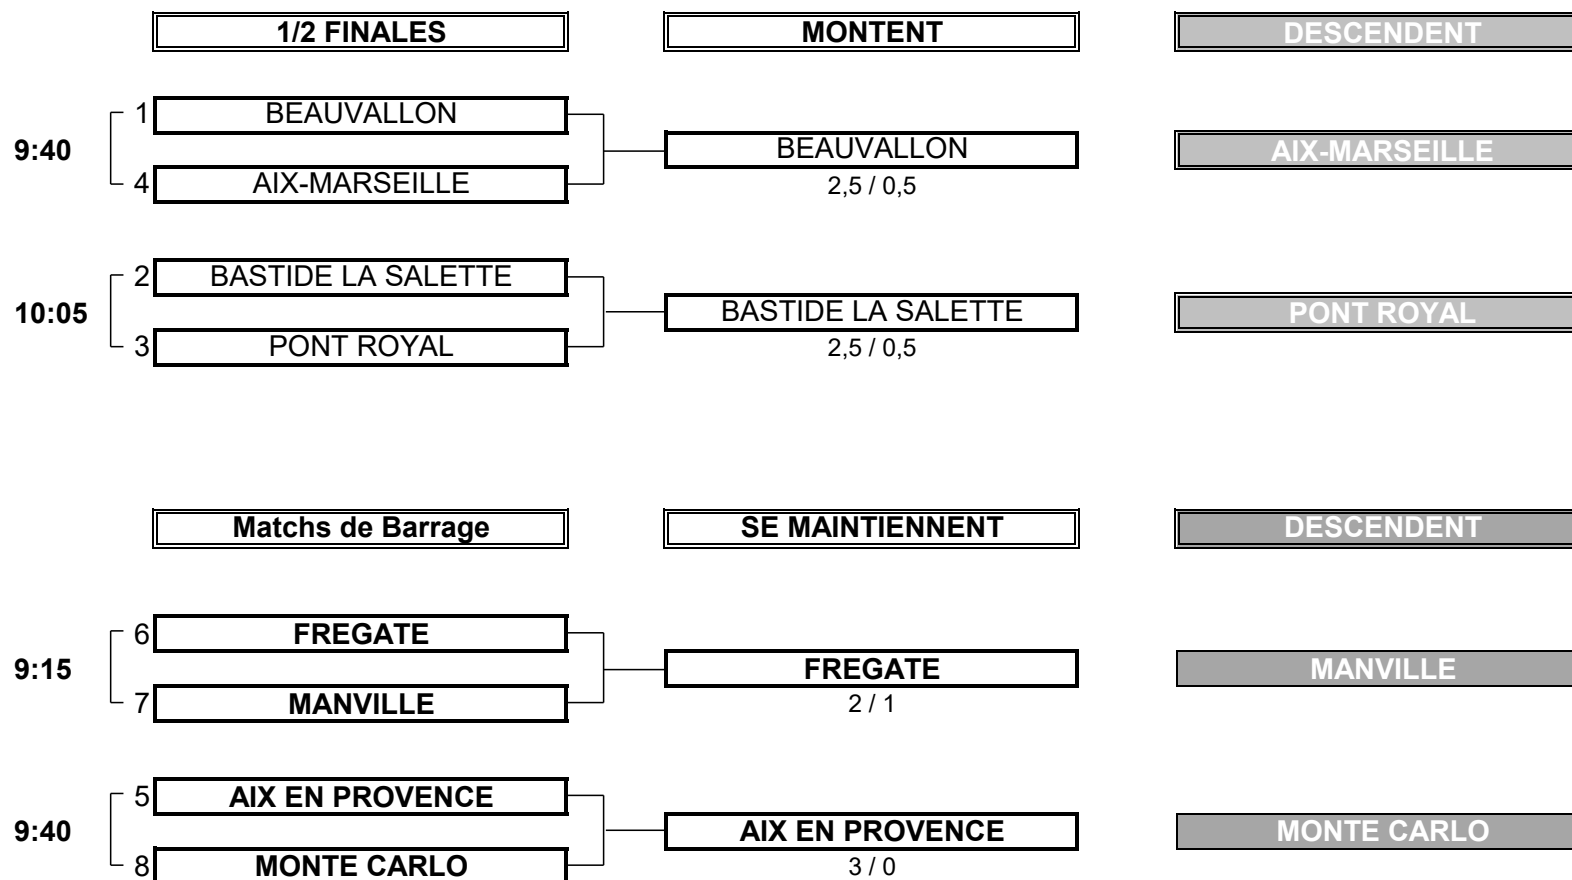 1/2 FINALES MONTENT DESCENDENT
1 BEAUVALLON
9:40 BEAUVALLON AIX-MARSEILLE
4 AIX-MARSEILLE 2,5 / 0,5
2 BASTIDE LA SALETTE
10:05 BASTIDE LA SALETTE PONT ROYAL
3 PONT ROYAL 2,5 / 0,5
Matchs de Barrage SE MAINTIENNENT DESCENDENT
6 FREGATE
9:15 FREGATE MANVILLE
7 MANVILLE 2 / 1
5 AIX EN PROVENCE
9:40 AIX EN PROVENCE MONTE CARLO
8 MONTE CARLO 3 / 0